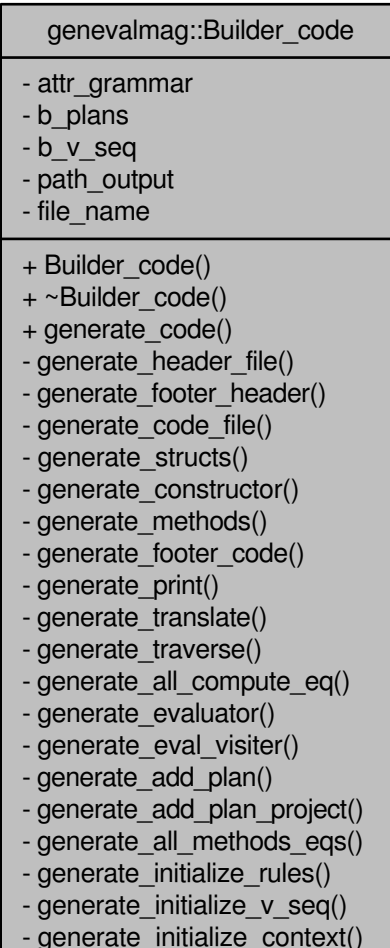 genevalmag::Builder_code
- attr_grammar
- b_plans
- b_v_seq
- path_output
- file_name
+ Builder_code()
+ ~Builder_code()
+ generate_code()
- generate_header_file()
- generate_footer_header()
- generate_code_file()
- generate_structs()
- generate_constructor()
- generate_methods()
- generate_footer_code()
- generate_print()
- generate_translate()
- generate_traverse()
- generate_all_compute_eq()
- generate_evaluator()
- generate_eval_visiter()
- generate_add_plan()
- generate_add_plan_project()
- generate_all_methods_eqs()
- generate_initialize_rules()
- generate_initialize_v_seq()
- generate_initialize_context()